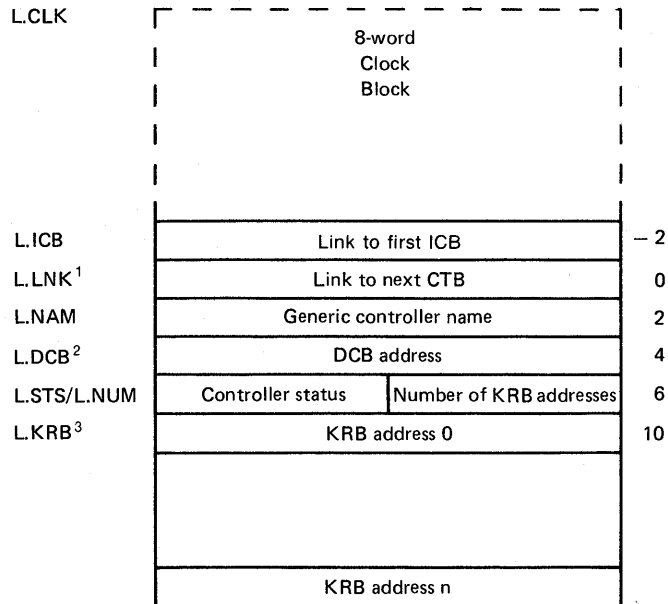 L.CLK
8-word
Clock
Block
L.ICB Link to first ICB − 2
L.LNK¹ Link to next CTB 0
L.NAM Generic controller name 2
L.DCB² DCB address 4
L.STS/L.NUM Controller status Number of KRB addresses 6
L.KRB³ KRB address 0 10
KRB address n